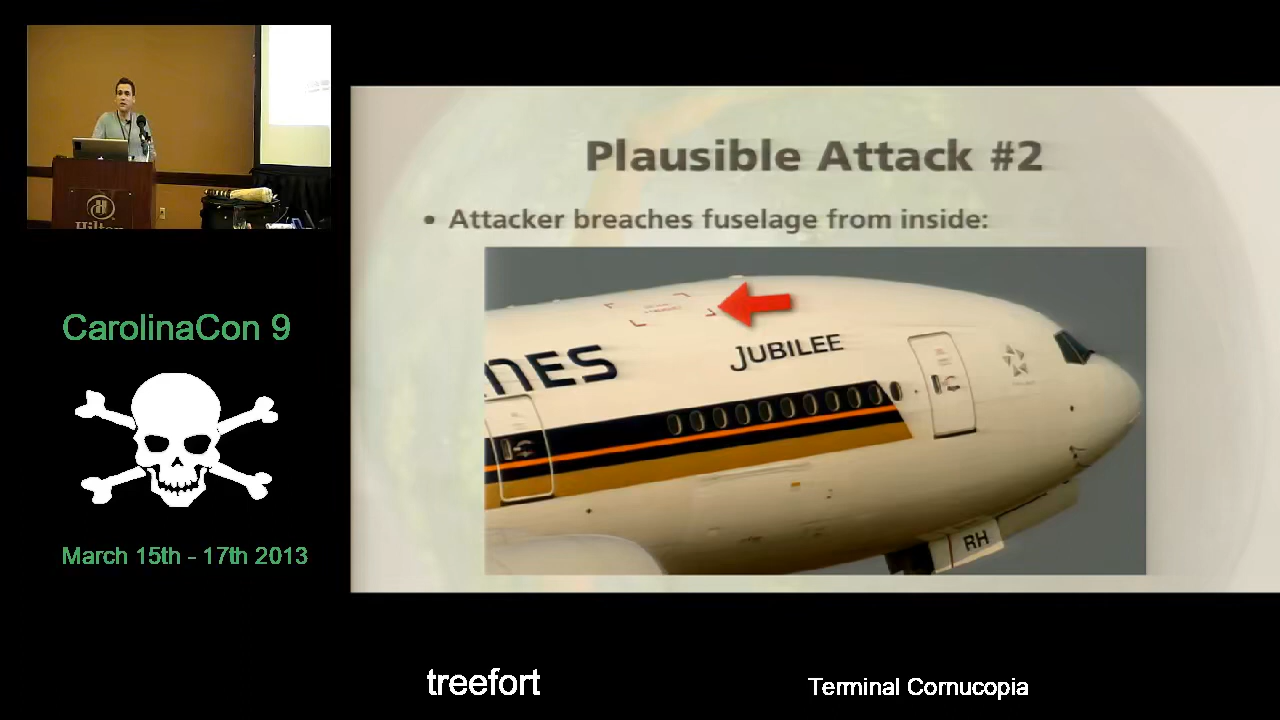 Plausible Attack #2
• Attacker breaches fuselage from inside:
NES
JUBILEE
RH
Hilton
CarolinaCon 9
March 15th - 17th 2013
treefort
Terminal Cornucopia